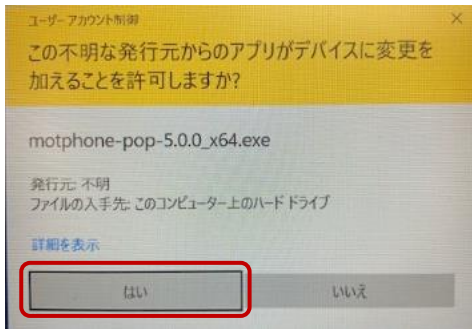 ユーザー アカウント制御
この不明な発行元からのアプリがデバイスに変更を
加えることを許可しますか?
motphone-pop-5.0.0_x64.exe
発行元: 不明
ファイルの入手先: このコンピューター上のハード ドライブ
詳細を表示
はい
いいえ